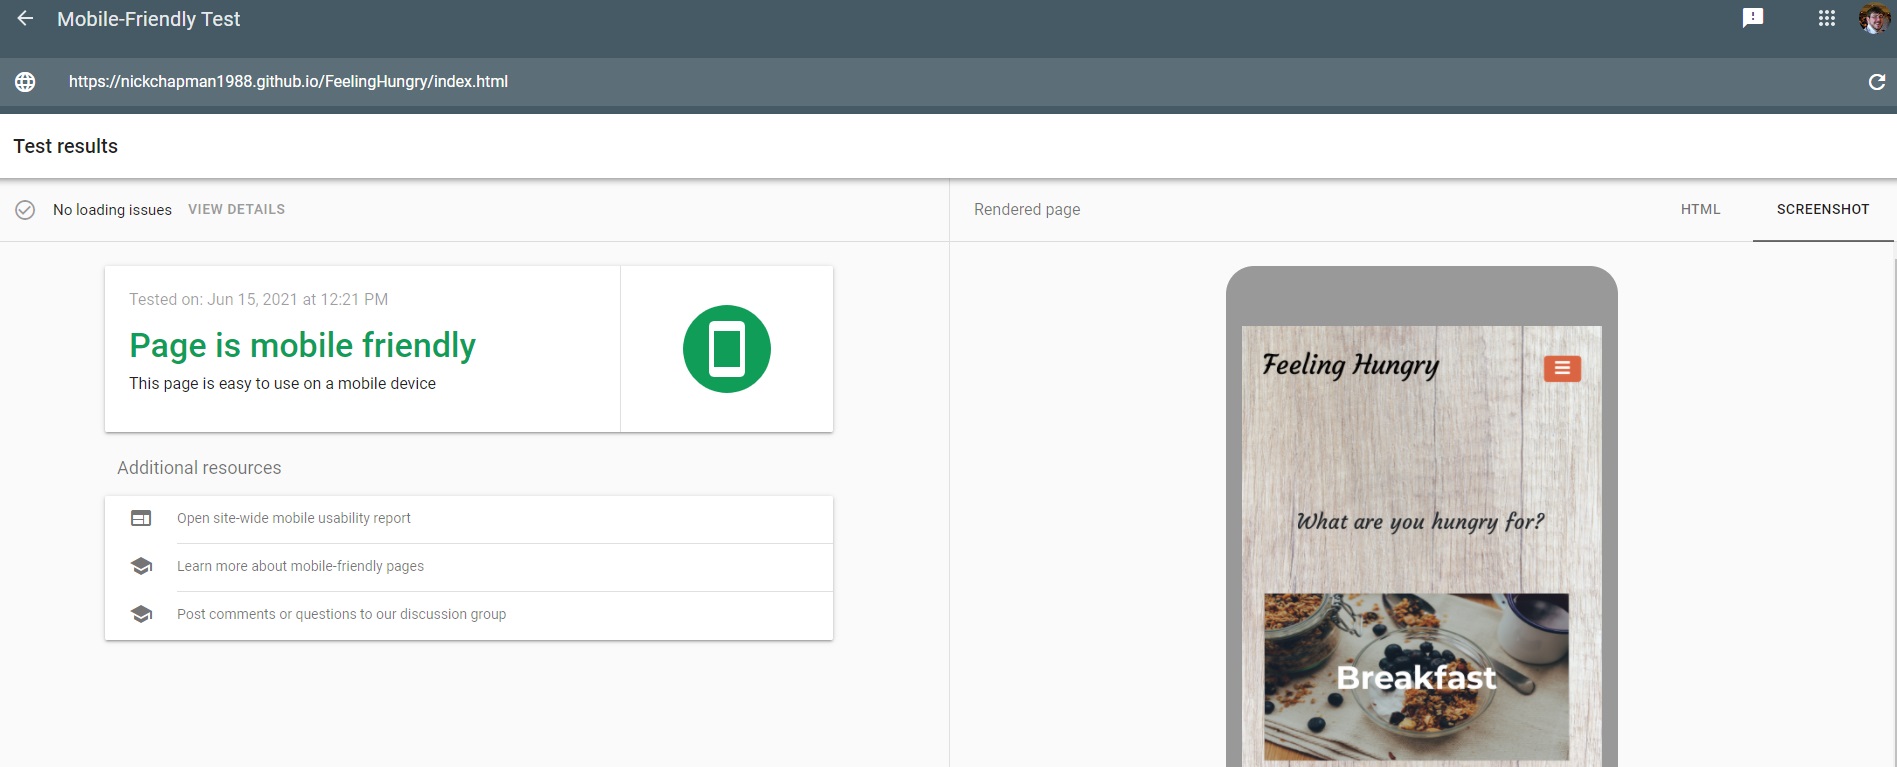 Mobile-Friendly Test
https://nickchapman1988.github.io/FeelingHungry/index.html
Test results
No loading issues VIEW DETAILS
Rendered page HTML SCREENSHOT
Tested on: Jun 15, 2021 at 12:21 PM
Page is mobile friendly
This page is easy to use on a mobile device
Additional resources
Open site-wide mobile usability report
Learn more about mobile-friendly pages
Post comments or questions to our discussion group
Feeling Hungry
What are you hungry for?
Breakfast